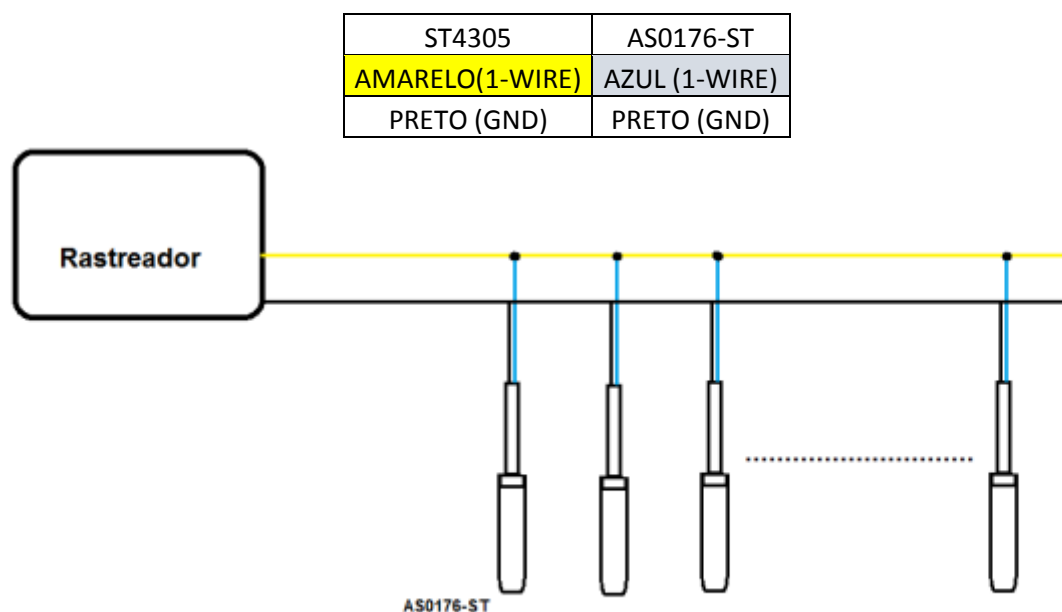 ST4305 AS0176-ST
AMARELO(1-WIRE) AZUL (1-WIRE)
PRETO (GND) PRETO (GND)
Rastreador
AS0176-ST